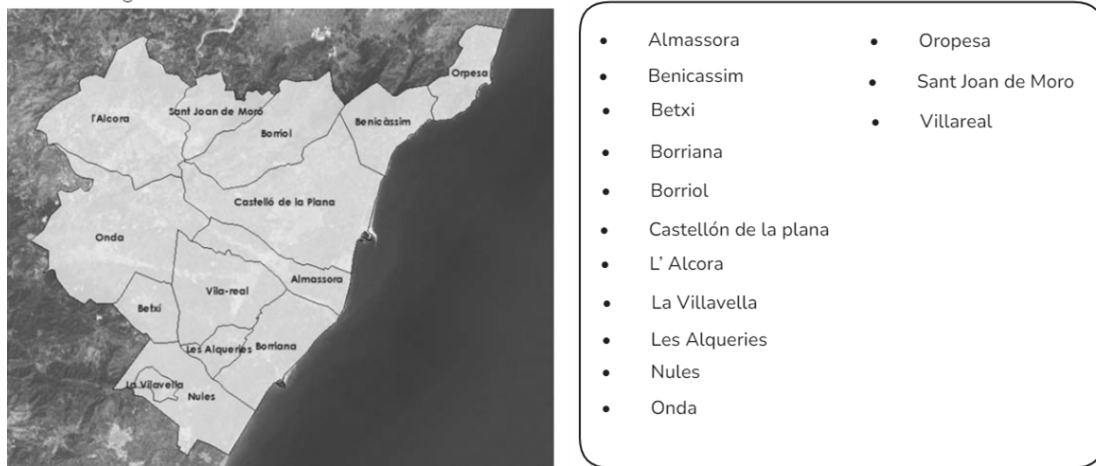 Orpesa
l'Alcora
Sant Joan de Moró
Borriol
Benicàssim
Castelló de la Plana
Onda
Almassora
Vila-real
Betxí
Les Alqueries
Borriana
La Vilavella
Nules
• Almassora
• Benicassim
• Betxi
• Borriana
• Borriol
• Castellón de la plana
• L' Alcora
• La Villavella
• Les Alqueries
• Nules
• Onda
• Oropesa
• Sant Joan de Moro
• Villareal